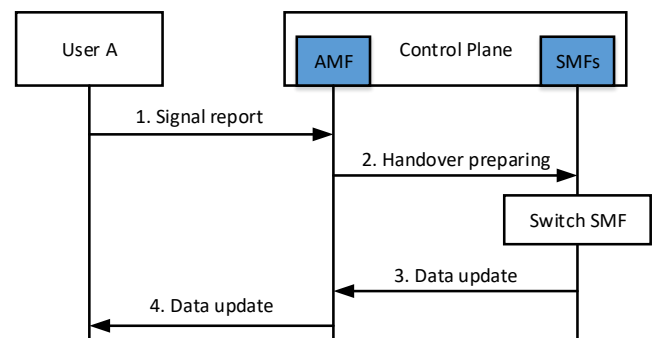 User A
AMF
Control Plane
SMFs
1. Signal report
2. Handover preparing
Switch SMF
3. Data update
4. Data update